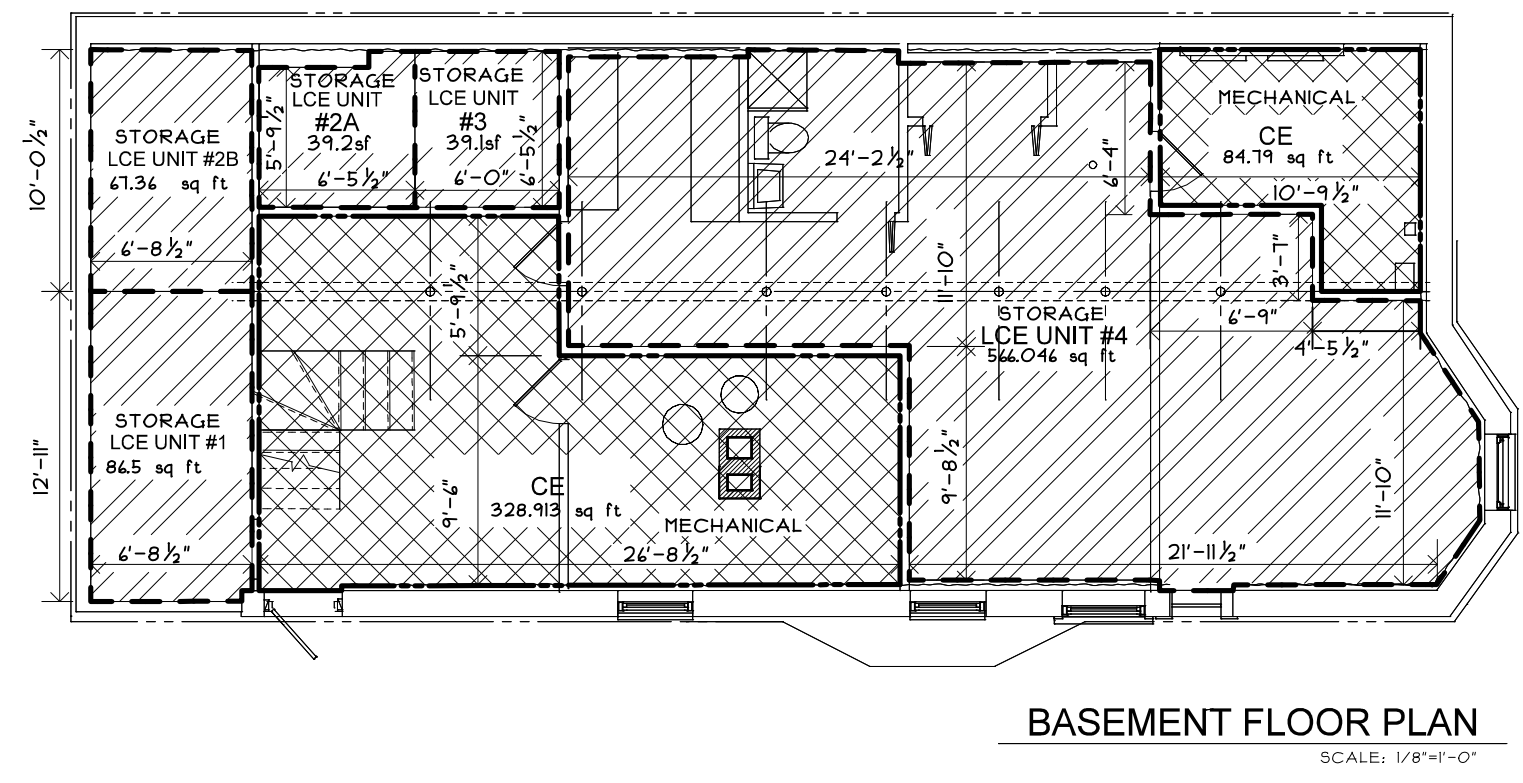 STORAGE
LCE UNIT #2B
67.36 sq ft
6'-8½"
10'-0½"
STORAGE
LCE UNIT
#2A
39.2sf
5'-9½"
6'-5½"
STORAGE
LCE UNIT
#3
39.1sf
6'-0"
6'-5½"
24'-2½"
6'-4"
MECHANICAL
CE
84.79 sq ft
10'-9½"
3'-7"
11'-10"
5'-9½"
STORAGE
LCE UNIT #4
566.046 sq ft
6'-9"
4'-5½"
12'-11"
STORAGE
LCE UNIT #1
86.5 sq ft
6'-8½"
9'-6"
CE
328.913 sq ft
MECHANICAL
26'-8½"
9'-8½"
21'-11½"
11'-10"
BASEMENT FLOOR PLAN
SCALE: 1/8"=1'-0"